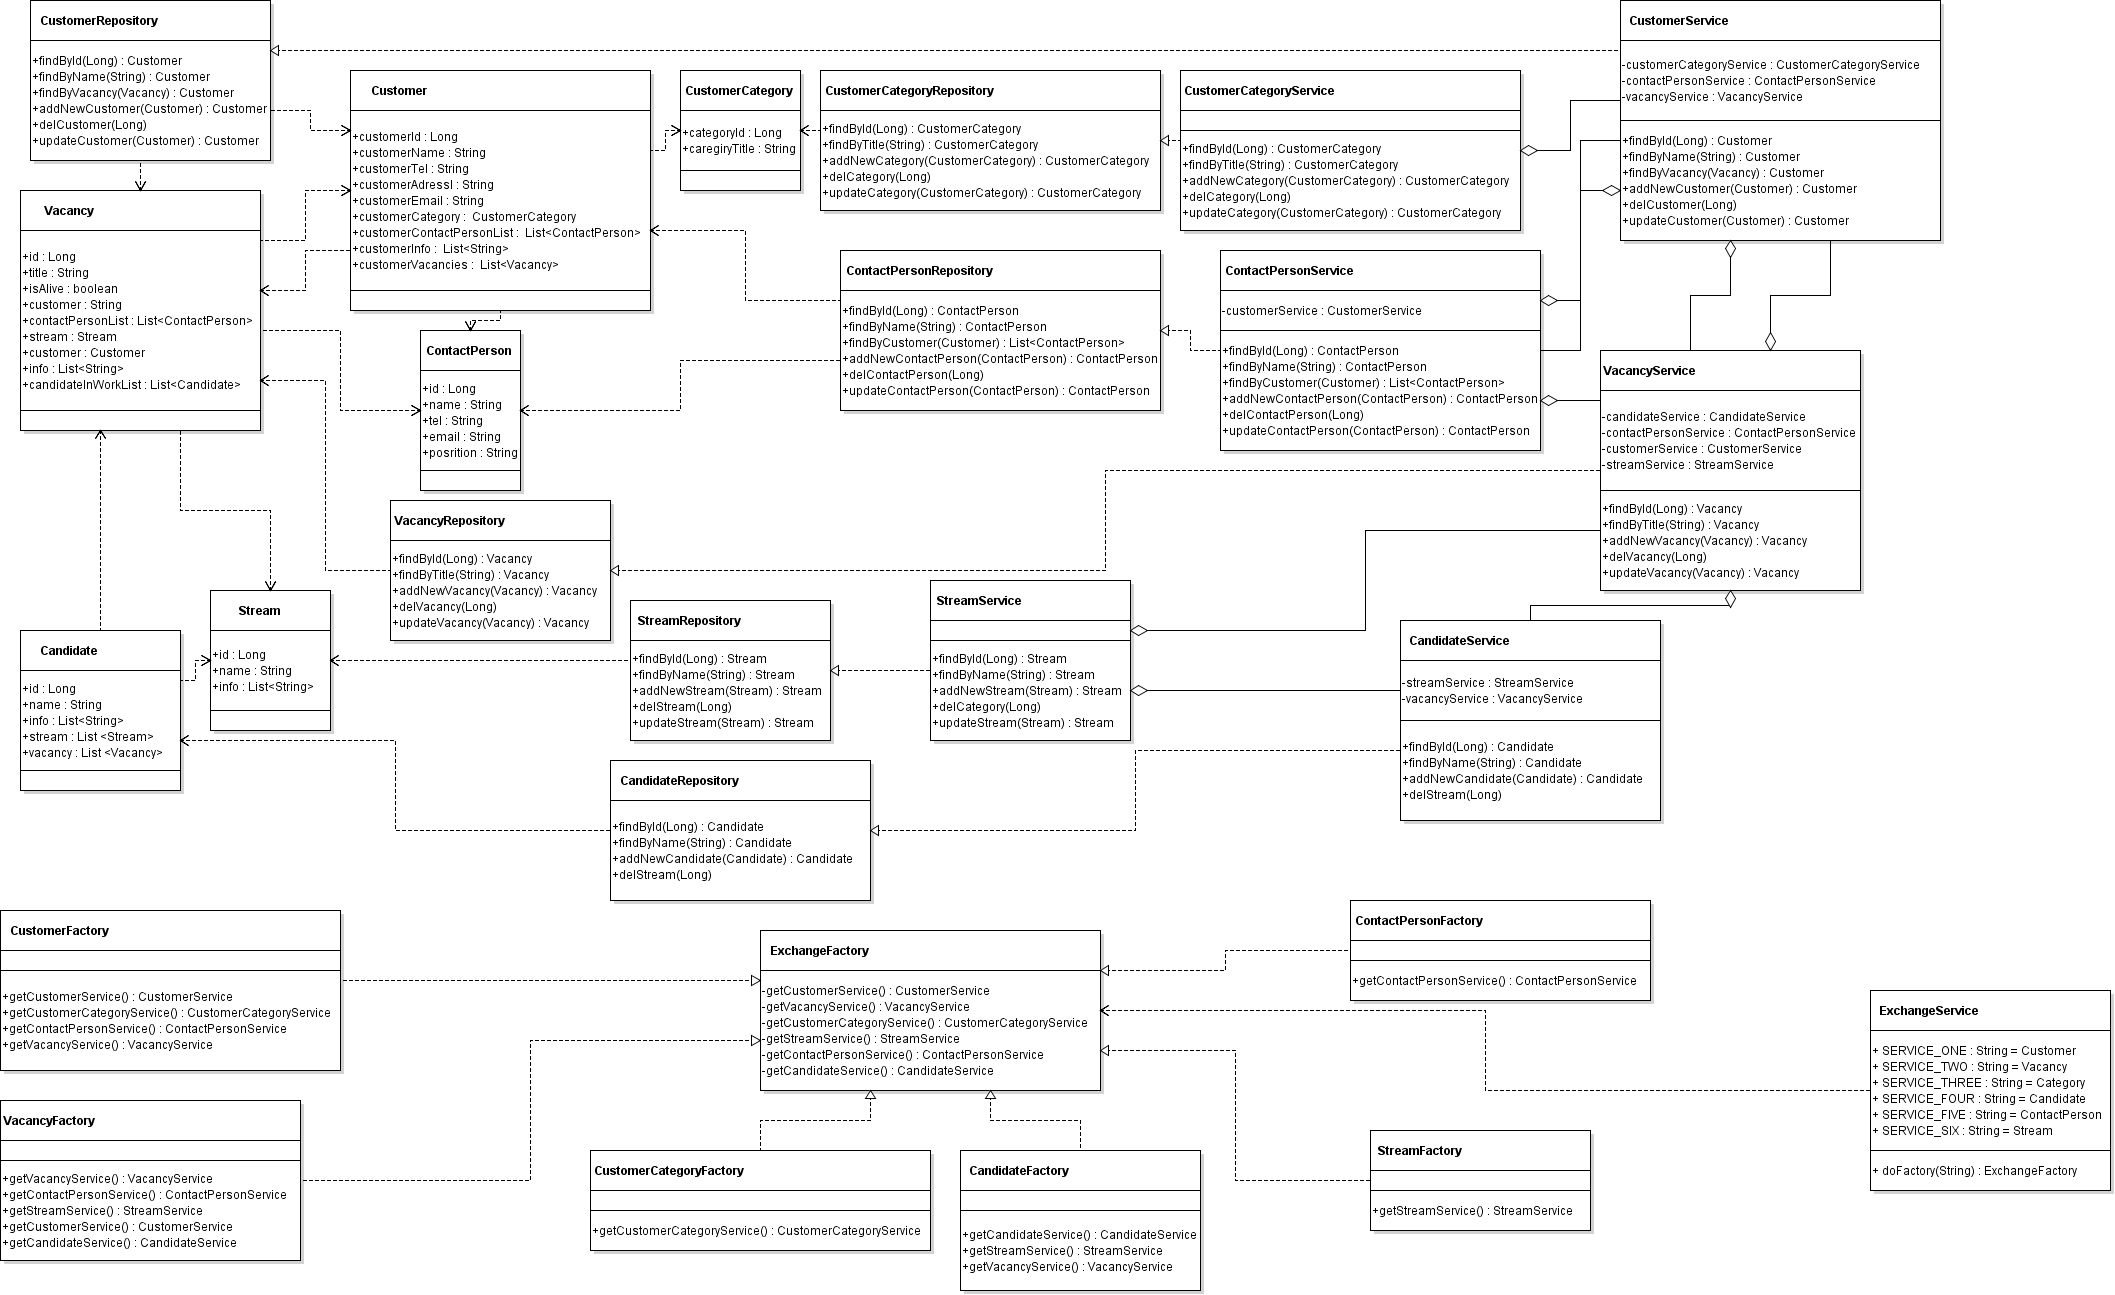 CustomerRepository
+findById(Long) : Customer
+findByName(String) : Customer
+findByVacancy(Vacancy) : Customer
+addNewCustomer(Customer) : Customer
+delCustomer(Long)
+updateCustomer(Customer) : Customer
Customer
+customerId : Long
+customerName : String
+customerTel : String
+customerAdressl : String
+customerEmail : String
+customerCategory : CustomerCategory
+customerContactPersonList : List<ContactPerson>
+customerInfo : List<String>
+customerVacancies : List<Vacancy>
CustomerCategory
+categoryId : Long
+caregiryTitle : String
CustomerCategoryRepository
+findById(Long) : CustomerCategory
+findByTitle(String) : CustomerCategory
+addNewCategory(CustomerCategory) : CustomerCategory
+delCategory(Long)
+updateCategory(CustomerCategory) : CustomerCategory
CustomerCategoryService
+findById(Long) : CustomerCategory
+findByTitle(String) : CustomerCategory
+addNewCategory(CustomerCategory) : CustomerCategory
+delCategory(Long)
+updateCategory(CustomerCategory) : CustomerCategory
CustomerService
-customerCategoryService : CustomerCategoryService
-contactPersonService : ContactPersonService
-vacancyService : VacancyService
+findById(Long) : Customer
+findByName(String) : Customer
+findByVacancy(Vacancy) : Customer
+addNewCustomer(Customer) : Customer
+delCustomer(Long)
+updateCustomer(Customer) : Customer
Vacancy
+id : Long
+title : String
+isAlive : boolean
+customer : String
+contactPersonList : List<ContactPerson>
+stream : Stream
+customer : Customer
+info : List<String>
+candidateInWorkList : List<Candidate>
ContactPerson
+id : Long
+name : String
+tel : String
+email : String
+posrition : String
ContactPersonRepository
+findById(Long) : ContactPerson
+findByName(String) : ContactPerson
+findByCustomer(Customer) : List<ContactPerson>
+addNewContactPerson(ContactPerson) : ContactPerson
+delContactPerson(Long)
+updateContactPerson(ContactPerson) : ContactPerson
ContactPersonService
-customerService : CustomerService
+findById(Long) : ContactPerson
+findByName(String) : ContactPerson
+findByCustomer(Customer) : List<ContactPerson>
+addNewContactPerson(ContactPerson) : ContactPerson
+delContactPerson(Long)
+updateContactPerson(ContactPerson) : ContactPerson
VacancyService
-candidateService : CandidateService
-contactPersonService : ContactPersonService
-customerService : CustomerService
-streamService : StreamService
+findById(Long) : Vacancy
+findByTitle(String) : Vacancy
+addNewVacancy(Vacancy) : Vacancy
+delVacancy(Long)
+updateVacancy(Vacancy) : Vacancy
VacancyRepository
+findById(Long) : Vacancy
+findByTitle(String) : Vacancy
+addNewVacancy(Vacancy) : Vacancy
+delVacancy(Long)
+updateVacancy(Vacancy) : Vacancy
Stream
+id : Long
+name : String
+info : List<String>
Candidate
+id : Long
+name : String
+info : List<String>
+stream : List <Stream>
+vacancy : List <Vacancy>
StreamRepository
+findById(Long) : Stream
+findByName(String) : Stream
+addNewStream(Stream) : Stream
+delStream(Long)
+updateStream(Stream) : Stream
StreamService
+findById(Long) : Stream
+findByName(String) : Stream
+addNewStream(Stream) : Stream
+delCategory(Long)
+updateStream(Stream) : Stream
CandidateService
-streamService : StreamService
-vacancyService : VacancyService
+findById(Long) : Candidate
+findByName(String) : Candidate
+addNewCandidate(Candidate) : Candidate
+delStream(Long)
CandidateRepository
+findById(Long) : Candidate
+findByName(String) : Candidate
+addNewCandidate(Candidate) : Candidate
+delStream(Long)
CustomerFactory
+getCustomerService() : CustomerService
+getCustomerCategoryService() : CustomerCategoryService
+getContactPersonService() : ContactPersonService
+getVacancyService() : VacancyService
ExchangeFactory
-getCustomerService() : CustomerService
-getVacancyService() : VacancyService
-getCustomerCategoryService() : CustomerCategoryService
-getStreamService() : StreamService
-getContactPersonService() : ContactPersonService
-getCandidateService() : CandidateService
ContactPersonFactory
+getContactPersonService() : ContactPersonService
ExchangeService
+ SERVICE_ONE : String = Customer
+ SERVICE_TWO : String = Vacancy
+ SERVICE_THREE : String = Category
+ SERVICE_FOUR : String = Candidate
+ SERVICE_FIVE : String = ContactPerson
+ SERVICE_SIX : String = Stream
+ doFactory(String) : ExchangeFactory
VacancyFactory
+getVacancyService() : VacancyService
+getContactPersonService() : ContactPersonService
+getStreamService() : StreamService
+getCustomerService() : CustomerService
+getCandidateService() : CandidateService
CustomerCategoryFactory
+getCustomerCategoryService() : CustomerCategoryService
CandidateFactory
+getCandidateService() : CandidateService
+getStreamService() : StreamService
+getVacancyService() : VacancyService
StreamFactory
+getStreamService() : StreamService